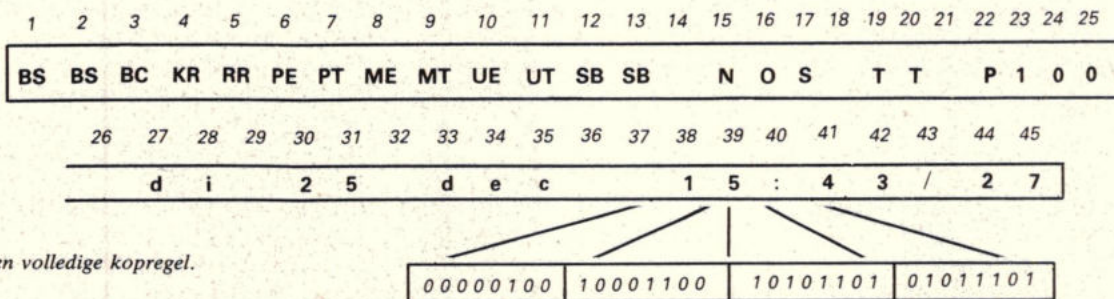 1 2 3 4 5 6 7 8 9 10 11 12 13 14 15 16 17 18 19 20 21 22 23 24 25
BS BS BC KR RR PE PT ME MT UE UT SB SB N O S T T P 1 0 0
26 27 28 29 30 31 32 33 34 35 36 37 38 39 40 41 42 43 44 45
d i 2 5 d e c 1 5 : 4 3 / 2 7
en volledige kopregel.
00000100 10001100 10101101 01011101